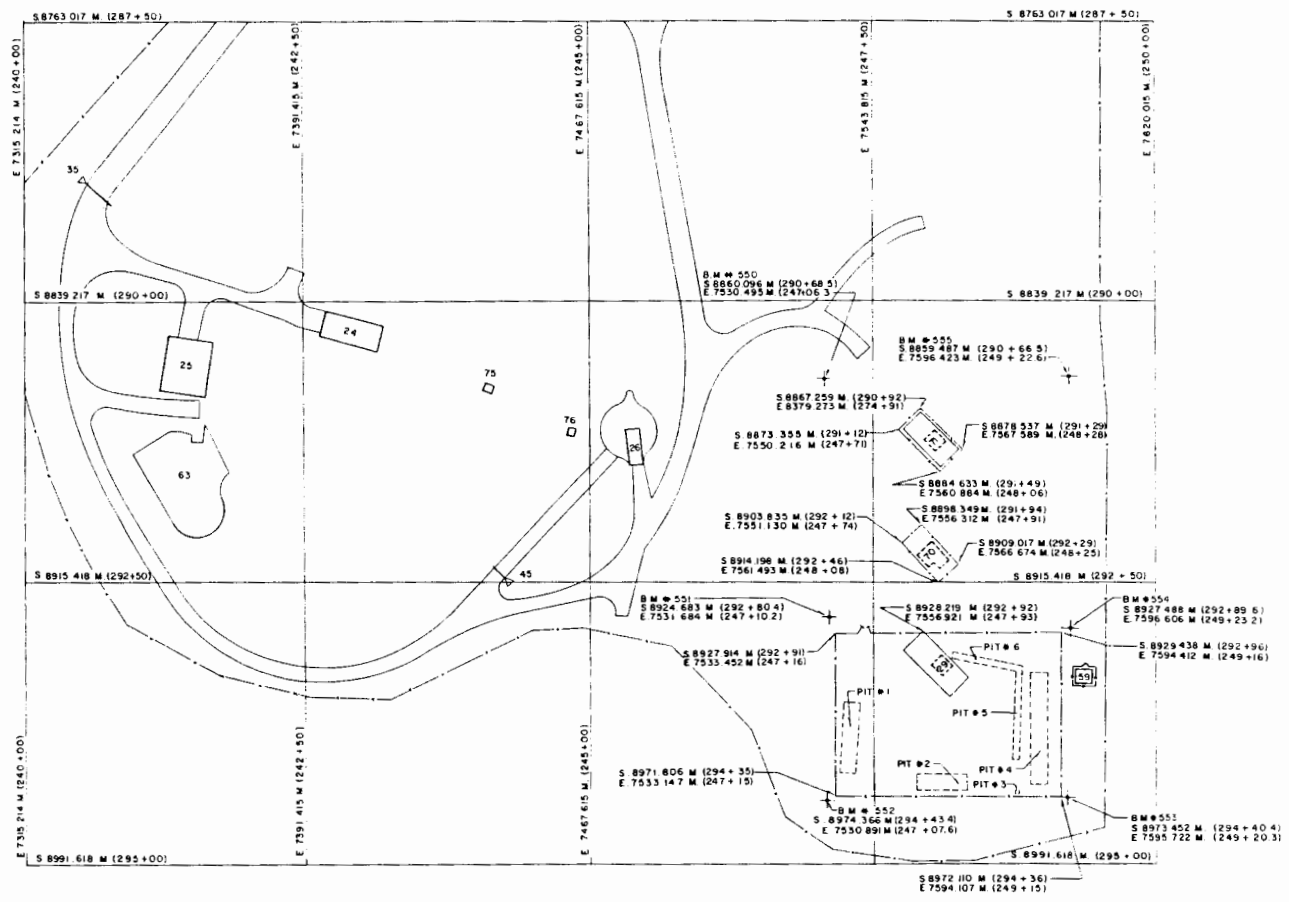 S 8763 017 M. (287 + 50)
S 8763 017 M (287 + 50)
E 7315 214 M (240 + 00)
E 7391 415 M (242 + 50)
E 7467.615 M. (245 + 00)
E 7543.815 M (247 + 50)
E 7620 015 M. (250 + 00)
35
B.M # 550
S 8860.096 M (290+68.5)
E.7530.495 M (247+06.3
S 8839.217 M (290 + 00)
S 8839 .217 M (290 + 00)
24
25
BM # 555
S 8859.487 M (290 + 66.5)
E 7596 423 M (249 + 22.6)
75
S 8867.259 M. (290 + 92)
E 8379.273 M. (274 + 91)
76
26
S. 8873.355 M. (291 + 12)
E 7550.216 M (247+71)
S 8878.537 M (291 + 29)
E 7567 589 M. (248 + 28)
63
S 8884 633 M. (291 + 49)
E 7560 884 M. (248 + 06)
S 8898.349 M. (291 + 94)
E 7556 312 M (247+91)
S 8903.835 M (292 + 12)
E. 7551.130 M (247 + 74)
70
S 8909 017 M (292 + 29)
E 7566 674 M (248+25)
S 8914.198 M. (292 + 46)
E 7561 493 M (248 + 08)
S 8915 418 M (292+50)
45
S 8915.418 M (292 + 50)
BM # 551
S 8924 683 M (292 + 80.4)
E 7531 684 M (247 + 10.2)
S 8928 219 M (292 + 92)
E 7556921 M (247 + 93)
B M # 554
S 8927 488 M (292+89.6)
E 7596 606 M (249 + 23.2)
S 8927.914 M (292 + 91)
E 7533 452 M (247 + 16)
PIT # 6
S 8929 438 M (292 +96)
E 7594 412 M. (249 +16)
29
59
PIT # 1
PIT # 5
PIT # 2
PIT # 4
PIT # 3
S 8971.806 M (294 + 35)
E 7533 147 M. (247 + 15)
B M # 552
S 8974.366 M (294 + 43.4)
E 7530 891 M (247 + 07.6)
B M # 553
S 8973 452 M (294 + 40.4)
E 7595 722 M (249 + 20.3)
E 7315 214 M (240 + 00)
E 7391 415 M (242 + 50)
E 7467.615 M. (245 + 00)
S 8991.618 M (295 + 00)
S 8991.618 M (295 + 00)
S 8972 110 M (294 + 36)
E 7594.107 M. (249 + 15)